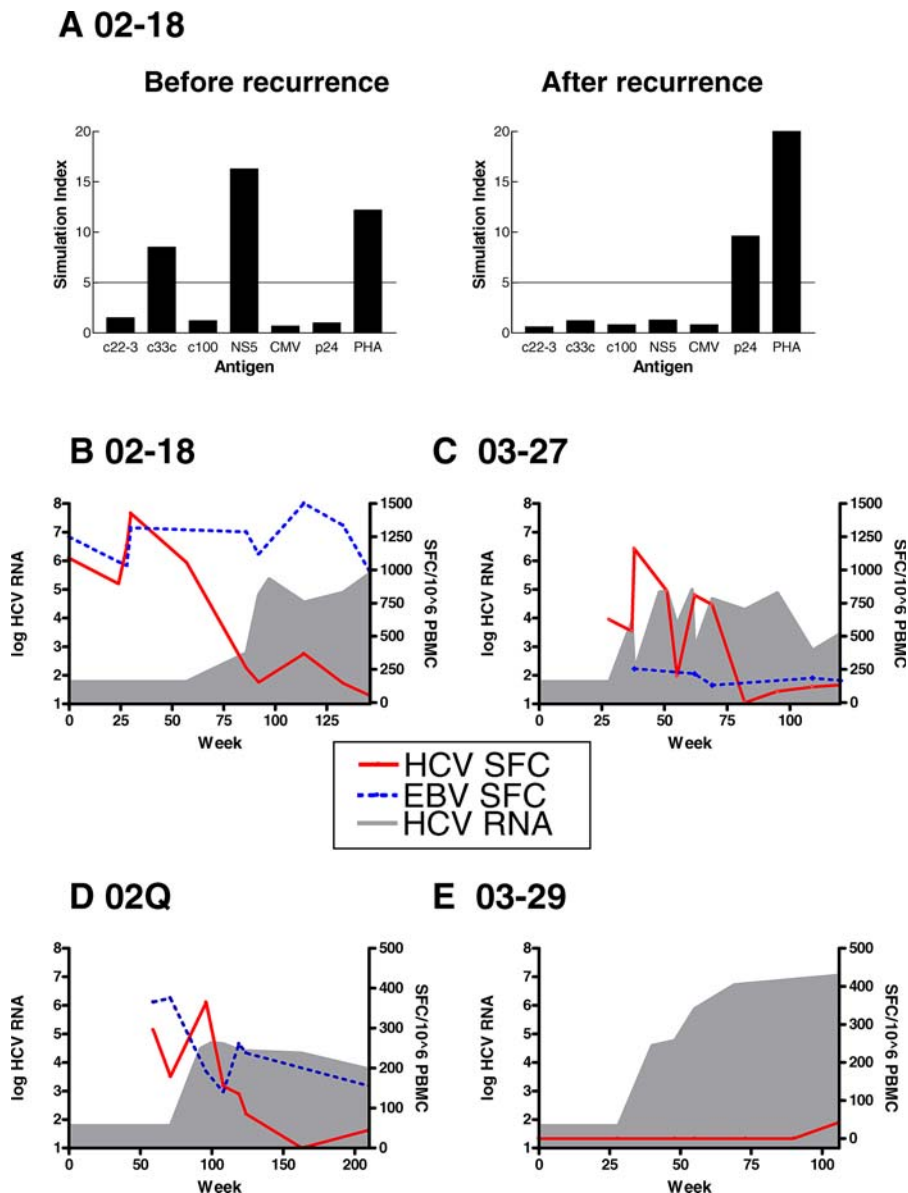 A 02-18
Before recurrence
After recurrence
Simulation Index
20
15
10
5
0
c22-3 c33c c100 NS5 CMV p24 PHA
Antigen
Simulation Index
20
15
10
5
0
c22-3 c33c c100 NS5 CMV p24 PHA
Antigen
B 02-18
log HCV RNA
8
7
6
5
4
3
2
1
0 25 50 75 100 125
Week
1500
1250
1000
750
500
250
0
SFC/10^6 PBMC
C 03-27
log HCV RNA
8
7
6
5
4
3
2
1
0 25 50 75 100
Week
1500
1250
1000
750
500
250
0
SFC/10^6 PBMC
HCV SFC
EBV SFC
HCV RNA
D 02Q
log HCV RNA
8
7
6
5
4
3
2
1
0 50 100 150 200
Week
500
400
300
200
100
0
SFC/10^6 PBMC
E 03-29
log HCV RNA
8
7
6
5
4
3
2
1
0 25 50 75 100
Week
500
400
300
200
100
0
SFC/10^6 PBMC